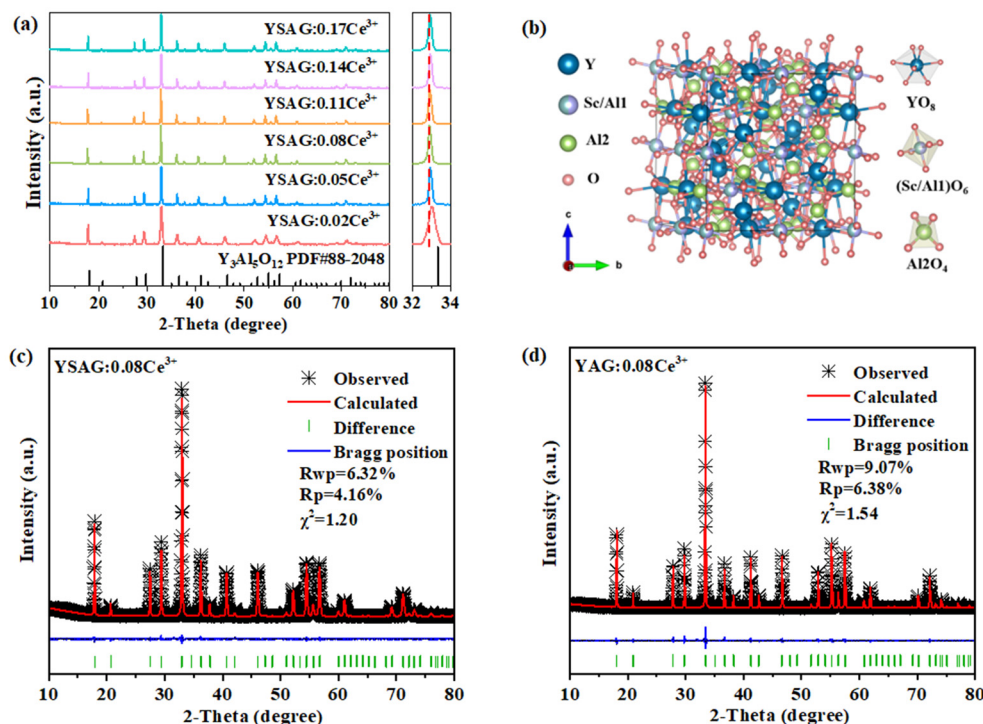 (a)
YSAG:0.17Ce³⁺
YSAG:0.14Ce³⁺
YSAG:0.11Ce³⁺
YSAG:0.08Ce³⁺
YSAG:0.05Ce³⁺
YSAG:0.02Ce³⁺
Y₃Al₅O₁₂ PDF#88-2048
Intensity (a.u.)
10 20 30 40 50 60 70 80 32 34
2-Theta (degree)
(b)
Y
Sc/Al1
Al2
O
c
b
YO₈
(Sc/Al1)O₆
Al2O₄
(c)
YSAG:0.08Ce³⁺
Observed
Calculated
Difference
Bragg position
Rwp=6.32%
Rp=4.16%
χ²=1.20
Intensity (a.u.)
10 20 30 40 50 60 70 80
2-Theta (degree)
(d)
YAG:0.08Ce³⁺
Observed
Calculated
Difference
Bragg position
Rwp=9.07%
Rp=6.38%
χ²=1.54
Intensity (a.u.)
10 20 30 40 50 60 70 80
2-Theta (degree)